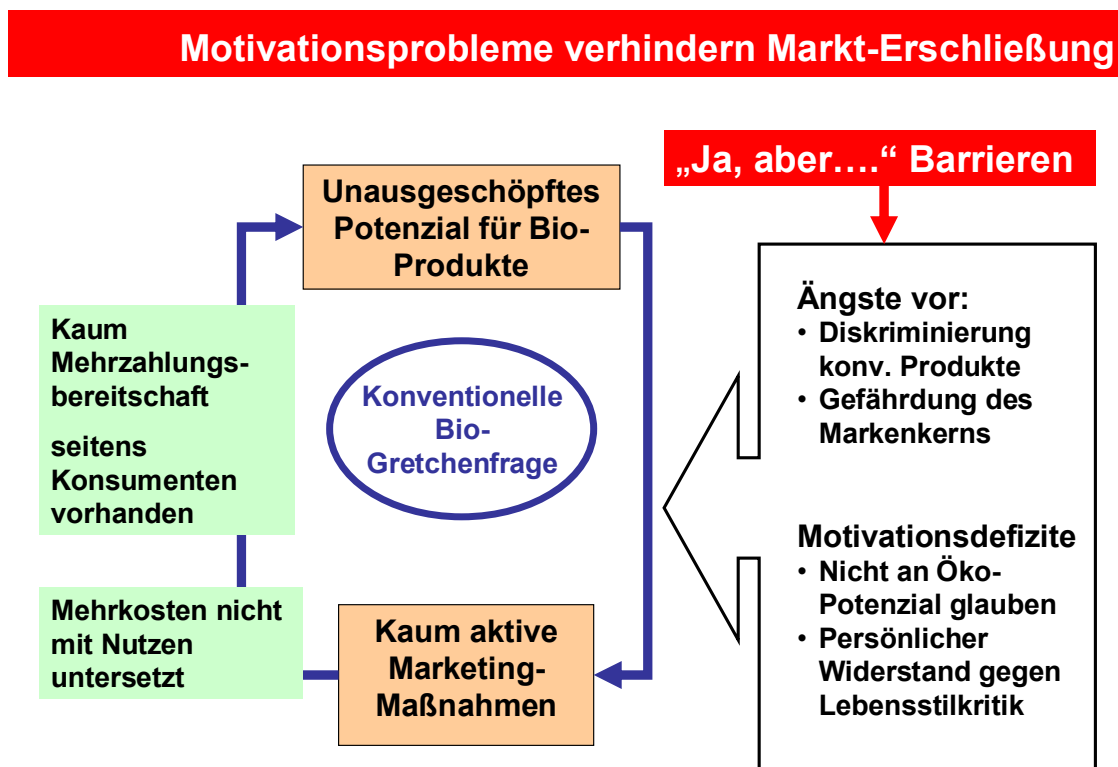 Motivationsprobleme verhindern Markt-Erschließung
„Ja, aber….“ Barrieren
Unausgeschöpftes
Potenzial für Bio-
Produkte
Kaum
Mehrzahlungs-
bereitschaft
seitens
Konsumenten
vorhanden
Konventionelle
Bio-
Gretchenfrage
Mehrkosten nicht
mit Nutzen
untersetzt
Kaum aktive
Marketing-
Maßnahmen
Ängste vor:
• Diskriminierung
konv. Produkte
• Gefährdung des
Markenkerns
Motivationsdefizite
• Nicht an Öko-
Potenzial glauben
• Persönlicher
Widerstand gegen
Lebensstilkritik